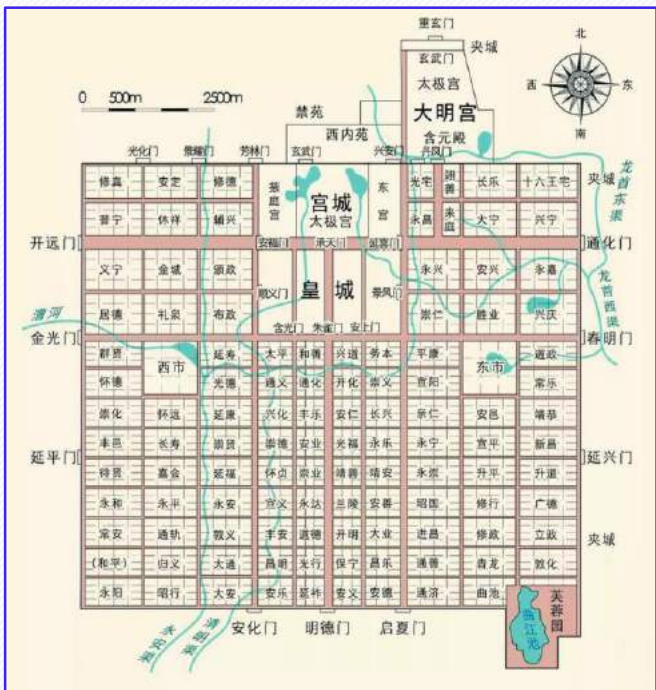 重玄门
夹城
玄武门
太极宫
大明宫
含元殿
北
西 东
南
0 500m 2500m
禁苑
西内苑
光化门 景耀门 芳林门 玄武门 兴安门 丹凤门
修真 安定 修德 掖庭宫 宫城 太极宫 东宫 光宅 翊善 长乐 十六王宅 夹城
普宁 休祥 辅兴 永昌 来庭 大宁 兴宁
龙首东渠
开远门 安福门 承天门 延喜门 通化门
义宁 金城 颁政 顺义门 皇城 景风门 永兴 安兴 永嘉
龙首西渠
居德 礼泉 布政 崇仁 胜业 兴庆
含光门 朱雀门 安上门
金光门 春明门
群贤 西市 延寿 太平 和善 兴道 务本 平康 东市 道政
怀德 光德 通义 通化 开化 崇义 宣阳 常乐
崇化 怀远 延康 兴化 丰乐 安仁 长兴 亲仁 安邑 靖恭
丰邑 长寿 崇贤 崇德 安业 光福 永乐 永宁 宣平 新昌
延平门 延兴门
待贤 嘉会 延福 怀贞 崇业 靖善 靖安 永崇 升平 升道
永和 永平 永安 宣义 永达 兰陵 安善 昭国 修行 广德
常安 通轨 敦义 丰安 道德 开明 大业 进昌 修政 立政 夹城
(和平) 归义 大通 昌明 光行 保宁 昌乐 通善 青龙 敦化
永阳 昭行 大安 安乐 延祚 安义 安德 通济 曲池
芙蓉园
曲江池
永安渠
清明渠
安化门 明德门 启夏门